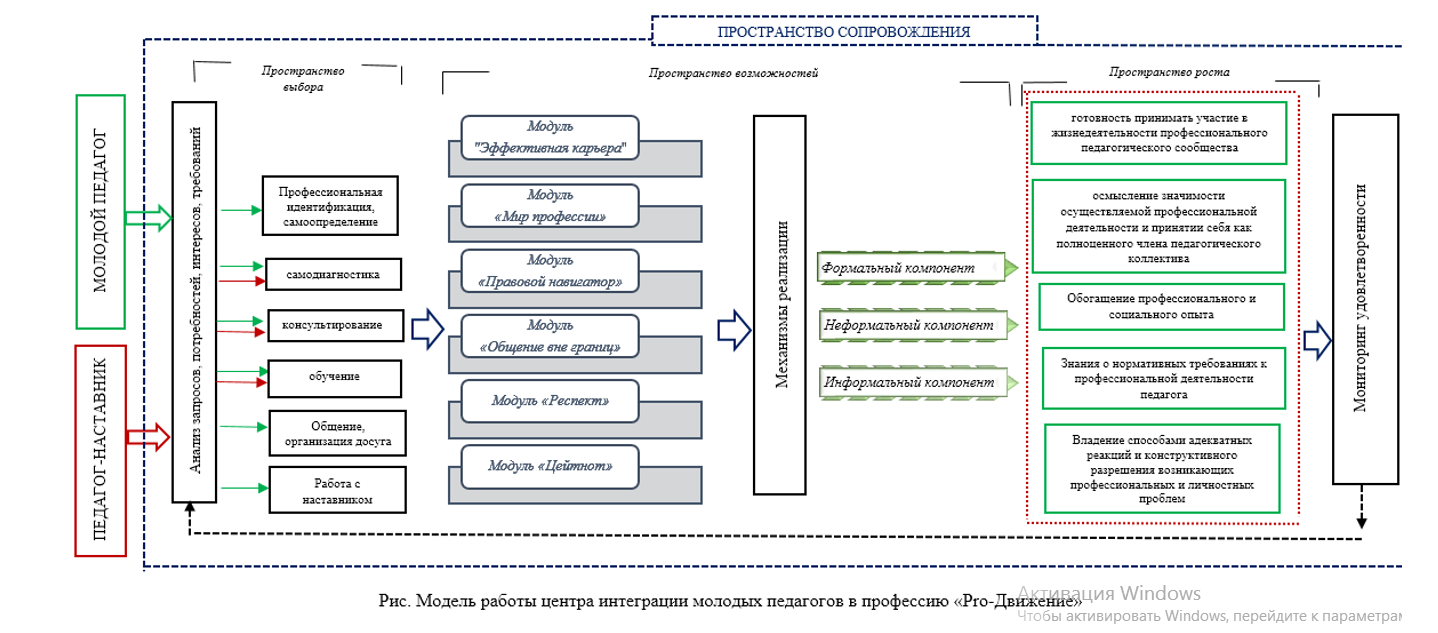 ПРОСТРАНСТВО СОПРОВОЖДЕНИЯ
Пространство
выбора
Пространство возможностей
Пространство роста
МОЛОДОЙ ПЕДАГОГ
ПЕДАГОГ-НАСТАВНИК
Анализ запросов, потребностей, интересов, требований
Профессиональная
идентификация,
самоопределение
самодиагностика
консультирование
обучение
Общение,
организация досуга
Работа с
наставником
Модуль
"Эффективная карьера"
Модуль
«Мир профессии»
Модуль
«Правовой навигатор»
Модуль
«Общение вне границ»
Модуль «Респект»
Модуль «Цейтнот»
Механизмы реализации
Формальный компонент
Неформальный компонент
Информальный компонент
готовность принимать участие в
жизнедеятельности профессионального
педагогического сообщества
осмысление значимости
осуществляемой профессиональной
деятельности и принятии себя как
полноценного члена педагогического
коллектива
Обогащение профессионального и
социального опыта
Знания о нормативных требованиях к
профессиональной деятельности
педагога
Владение способами адекватных
реакций и конструктивного
разрешения возникающих
профессиональных и личностных
проблем
Мониторинг удовлетворенности
Рис. Модель работы центра интеграции молодых педагогов в профессию «Pro-Движение»
Активация Windows
Чтобы активировать Windows, перейдите к параметрам